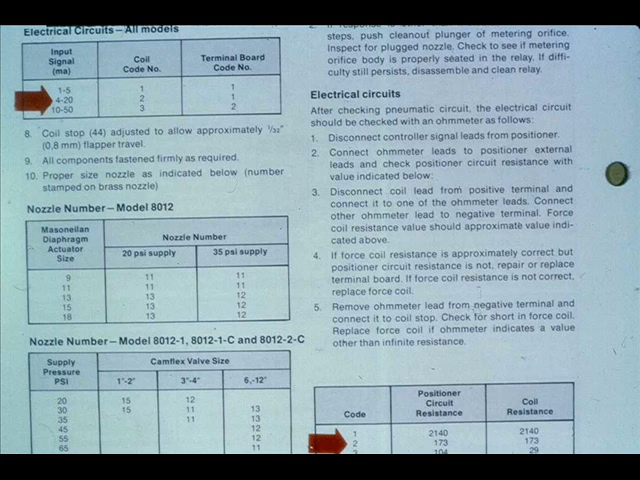 Electrical Circuits — All models
Input Signal (ma) | Coil Code No. | Terminal Board Code No.
1-5 | 1 | 1
4-20 | 2 | 1
10-50 | 3 | 2
8. Coil stop (44) adjusted to allow approximately 1/32"
(0,8 mm) flapper travel.
9. All components fastened firmly as required.
10. Proper size nozzle as indicated below (number
stamped on brass nozzle)
Nozzle Number — Model 8012
Masoneilan Diaphragm Actuator Size | Nozzle Number
20 psi supply | 35 psi supply
9 | 11 | 11
11 | 11 | 11
13 | 13 | 12
15 | 13 | 12
18 | 13 | 12
Nozzle Number — Model 8012-1, 8012-1-C and 8012-2-C
Supply Pressure PSI | Camflex Valve Size
1"-2" | 3"-4" | 6,-12"
20 | 15 | 12
30 | 15 | 11 | 13
35 | 11 | 13
45 | 12
55 | 12
65 | 11
steps, push cleanout plunger of metering orifice.
Inspect for plugged nozzle. Check to see if metering
orifice body is properly seated in the relay. If diffi-
culty still persists, disassemble and clean relay.
Electrical circuits
After checking pneumatic circuit, the electrical circuit
should be checked with an ohmmeter as follows:
1. Disconnect controller signal leads from positioner.
2. Connect ohmmeter leads to positioner external
leads and check positioner circuit resistance with
value indicated below:
3. Disconnect coil lead from positive terminal and
connect it to one of the ohmmeter leads. Connect
other ohmmeter lead to negative terminal. Force
coil resistance value should approximate value indi-
cated above.
4. If force coil resistance is approximately correct but
positioner circuit resistance is not, repair or replace
terminal board. If force coil resistance is not correct,
replace force coil.
5. Remove ohmmeter lead from negative terminal and
connect it to coil stop. Check for short in force coil.
Replace force coil if ohmmeter indicates a value
other than infinite resistance.
Code | Positioner Circuit Resistance | Coil Resistance
1 | 2140 | 2140
2 | 173 | 173
3 | 104 | 29